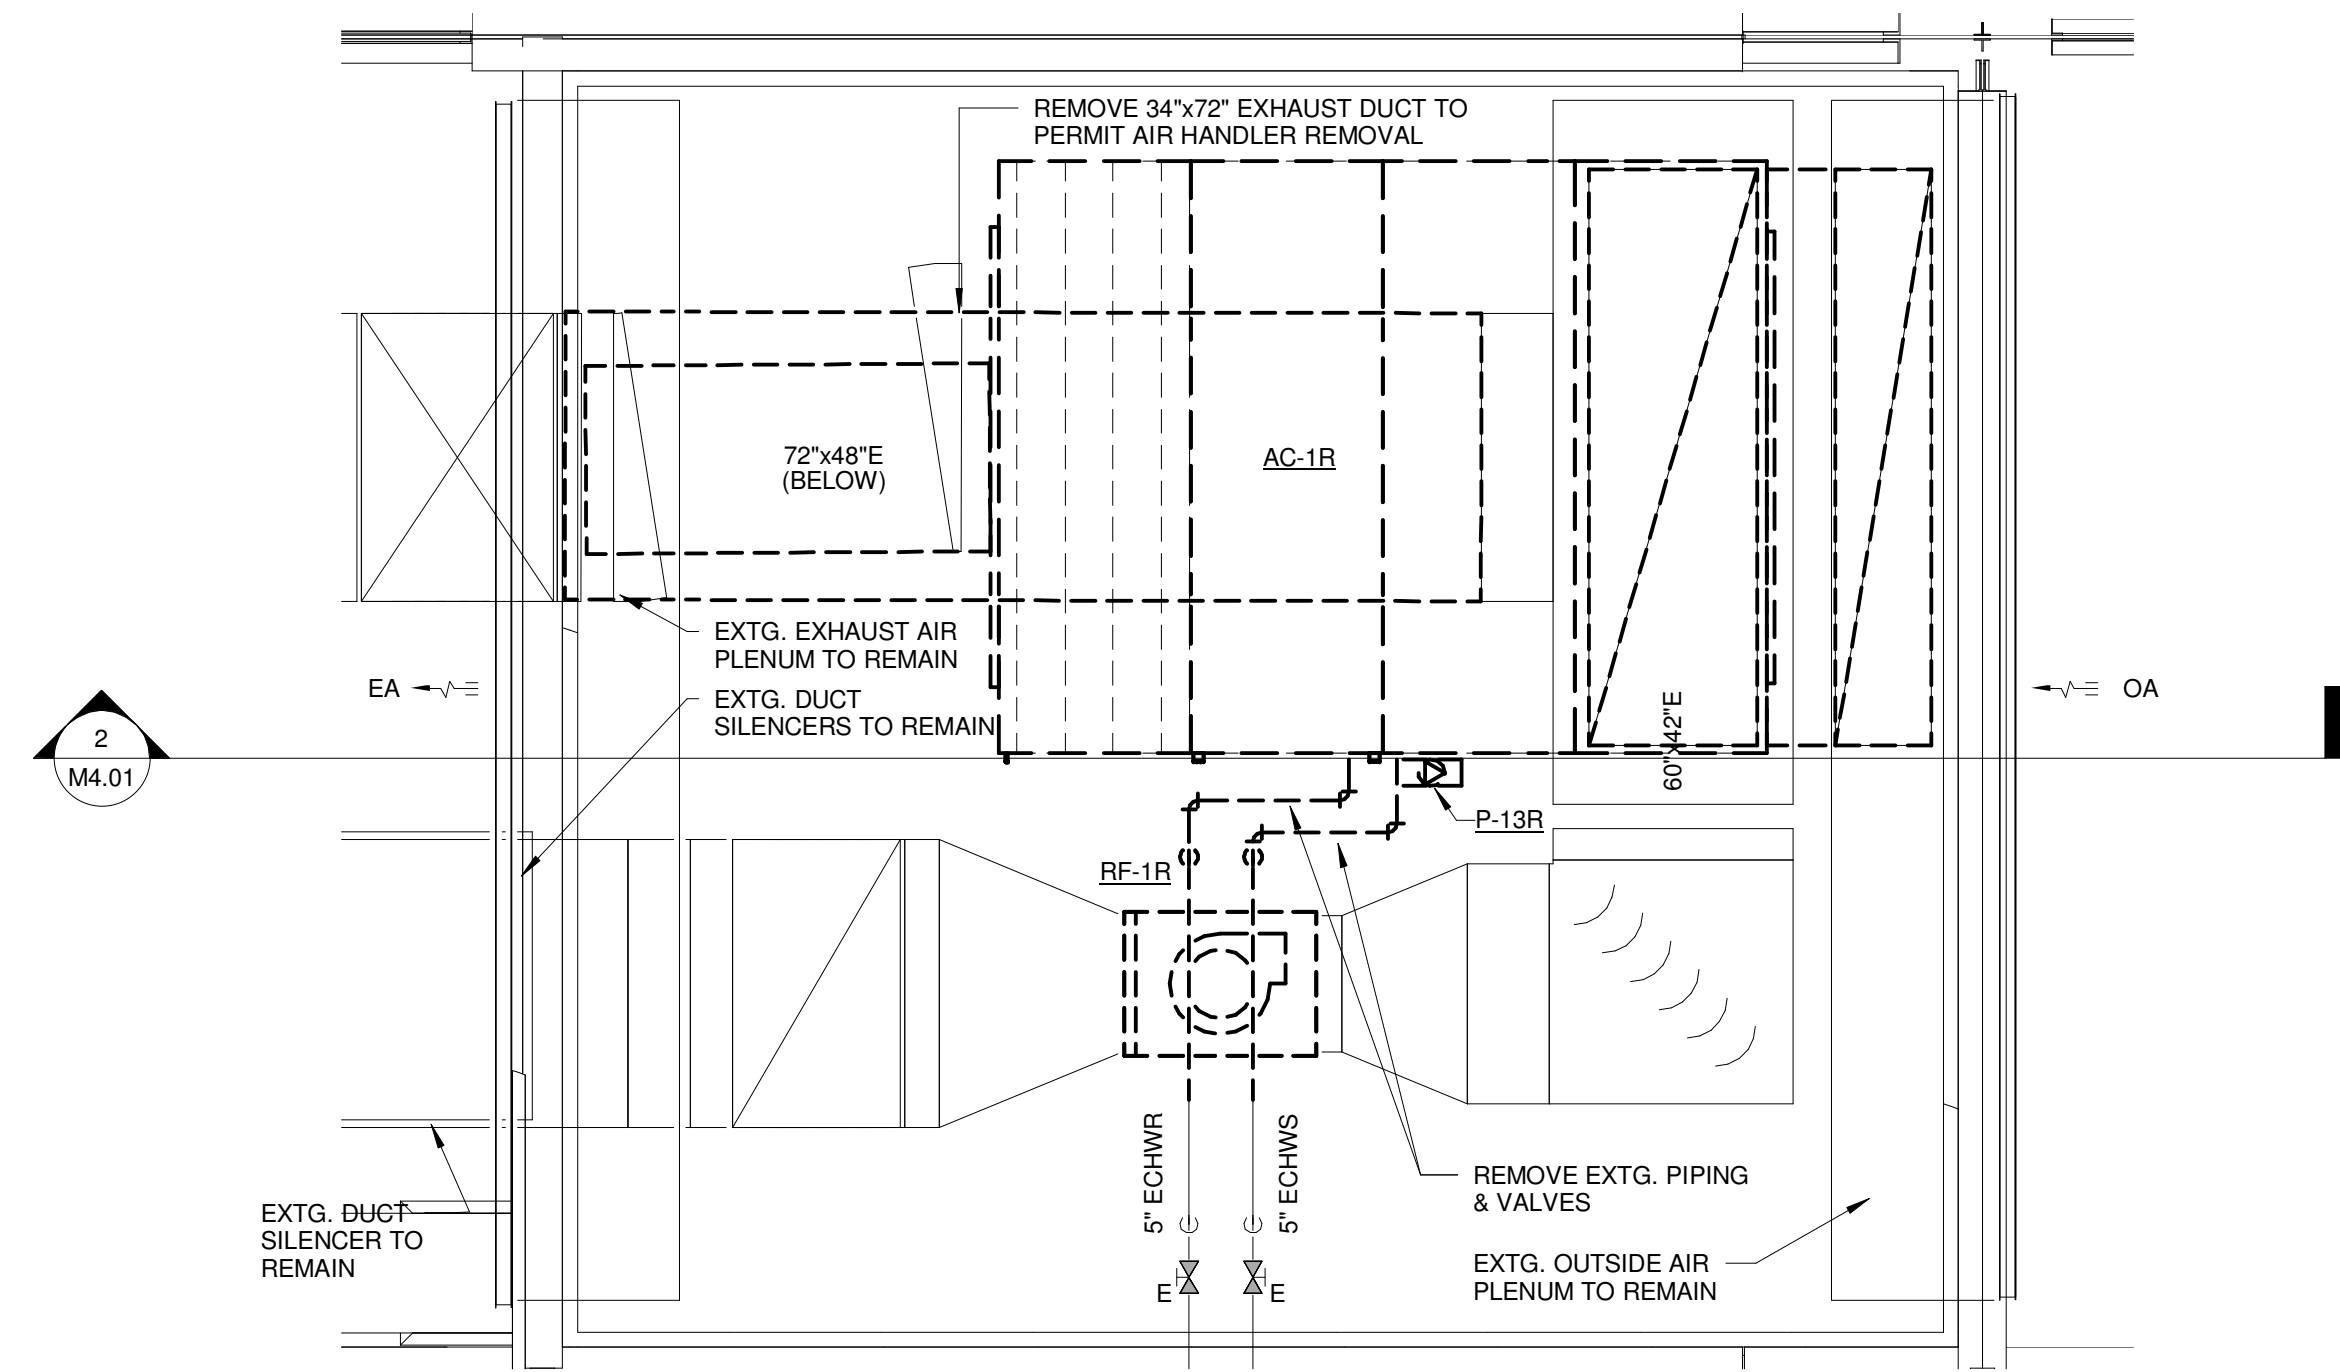 REMOVE 34"x72" EXHAUST DUCT TO
PERMIT AIR HANDLER REMOVAL
72"x48"E
(BELOW)
AC-1R
EXTG. EXHAUST AIR
PLENUM TO REMAIN
EA
EXTG. DUCT
SILENCERS TO REMAIN
60"x42"E
OA
2
M4.01
P-13R
RF-1R
5" ECHWR
5" ECHWS
REMOVE EXTG. PIPING
& VALVES
EXTG. DUCT
SILENCER TO
REMAIN
EXTG. OUTSIDE AIR
PLENUM TO REMAIN
E
E